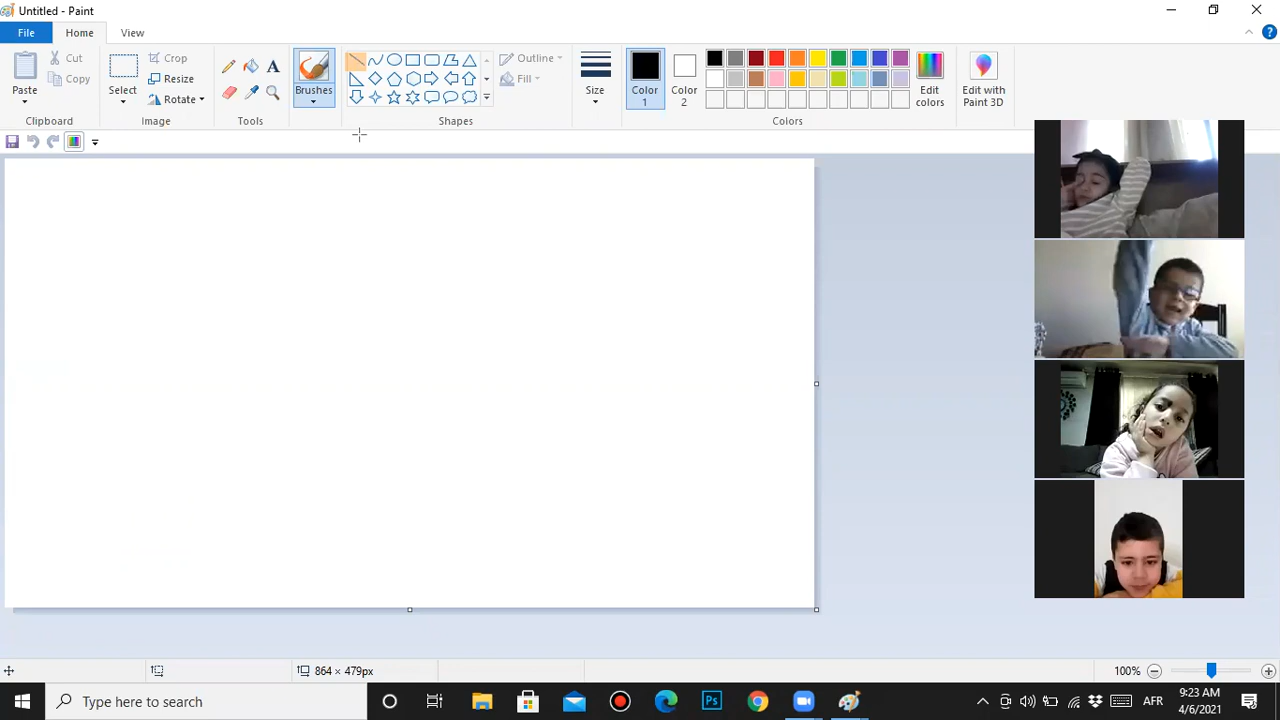 Untitled - Paint
File Home View
Paste
Cut
Copy
Clipboard
Select
Crop
Resize
Rotate
Image
A
Tools
Brushes
Outline
Fill
Shapes
Size
Color 1
Color 2
Edit colors
Colors
Edit with Paint 3D
864 × 479px
100%
Type here to search
Ps
AFR
9:23 AM
4/6/2021